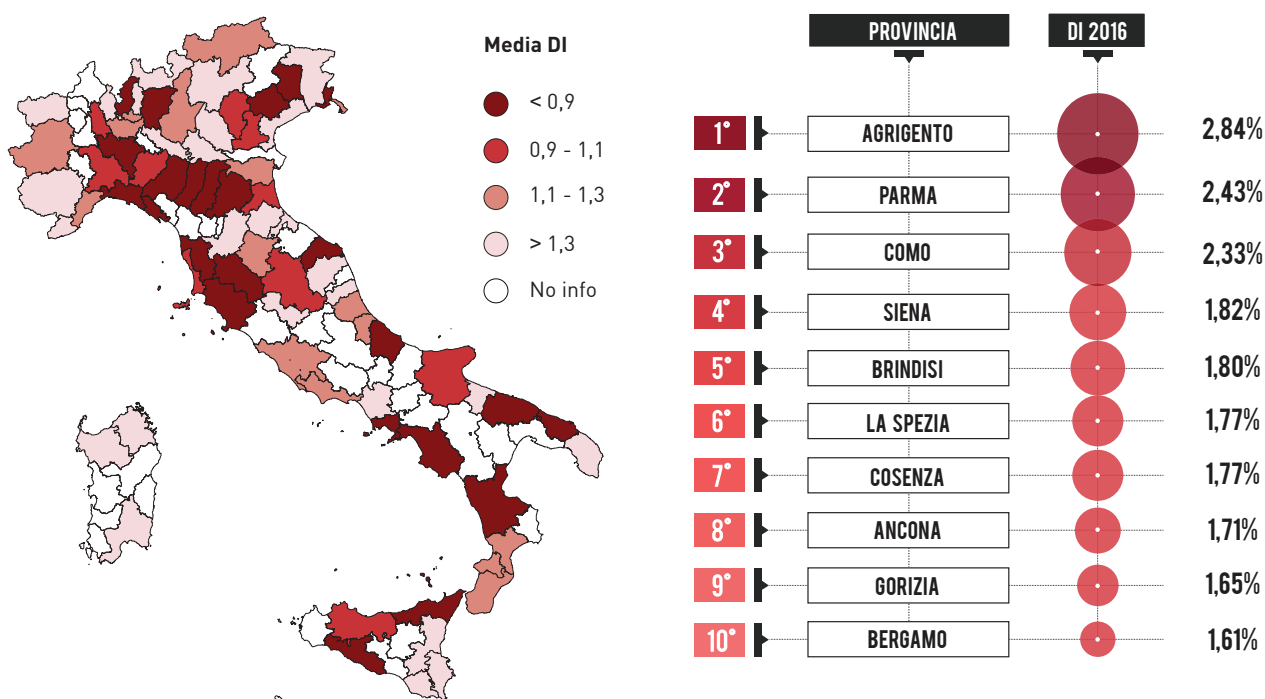 Media DI
< 0,9
0,9 - 1,1
1,1 - 1,3
> 1,3
No info
PROVINCIA DI 2016
1° AGRIGENTO 2,84%
2° PARMA 2,43%
3° COMO 2,33%
4° SIENA 1,82%
5° BRINDISI 1,80%
6° LA SPEZIA 1,77%
7° COSENZA 1,77%
8° ANCONA 1,71%
9° GORIZIA 1,65%
10° BERGAMO 1,61%